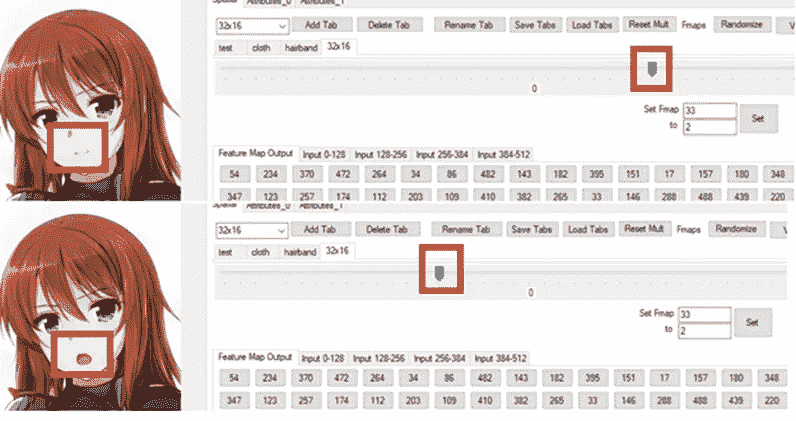 Spatial Attributes_0 Attributes_1
32x16 Add Tab Delete Tab Rename Tab Save Tabs Load Tabs Reset Mult Fmaps Randomize V
test cloth hairband 32x16
0
Set Fmap 33 Set
to 2
Feature Map Output Input 0-128 Input 128-256 Input 256-384 Input 384-512
54 234 370 472 264 34 86 482 143 182 395 151 17 157 180 348
347 123 257 174 112 203 109 410 382 265 33 146 288 488 439 220
Attributes_0 Attributes_1
32x16 Add Tab Delete Tab Rename Tab Save Tabs Load Tabs Reset Mult Fmaps Randomize
test cloth hairband 32x16
0
Set Fmap 33 Set
to 2
Feature Map Output Input 0-128 Input 128-256 Input 256-384 Input 384-512
54 234 370 472 264 34 86 482 143 182 395 151 17 157 180 348
347 123 257 174 112 203 109 410 382 265 33 146 288 488 439 220